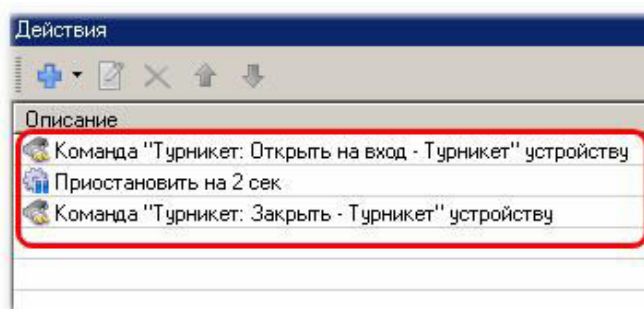 Действия
Описание
Команда "Турникет: Открыть на вход - Турникет" устройству
Приостановить на 2 сек
Команда "Турникет: Закрыть - Турникет" устройству